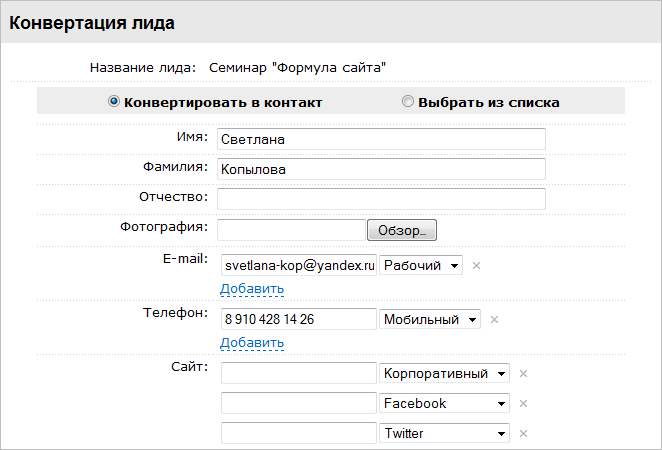 Конвертация лида
Название лида: Семинар "Формула сайта"
Конвертировать в контакт Выбрать из списка
Имя: Светлана
Фамилия: Копылова
Отчество:
Фотография: Обзор...
E-mail: svetlana-kop@yandex.ru Рабочий
Добавить
Телефон: 8 910 428 14 26 Мобильный
Добавить
Сайт: Корпоративный
Facebook
Twitter